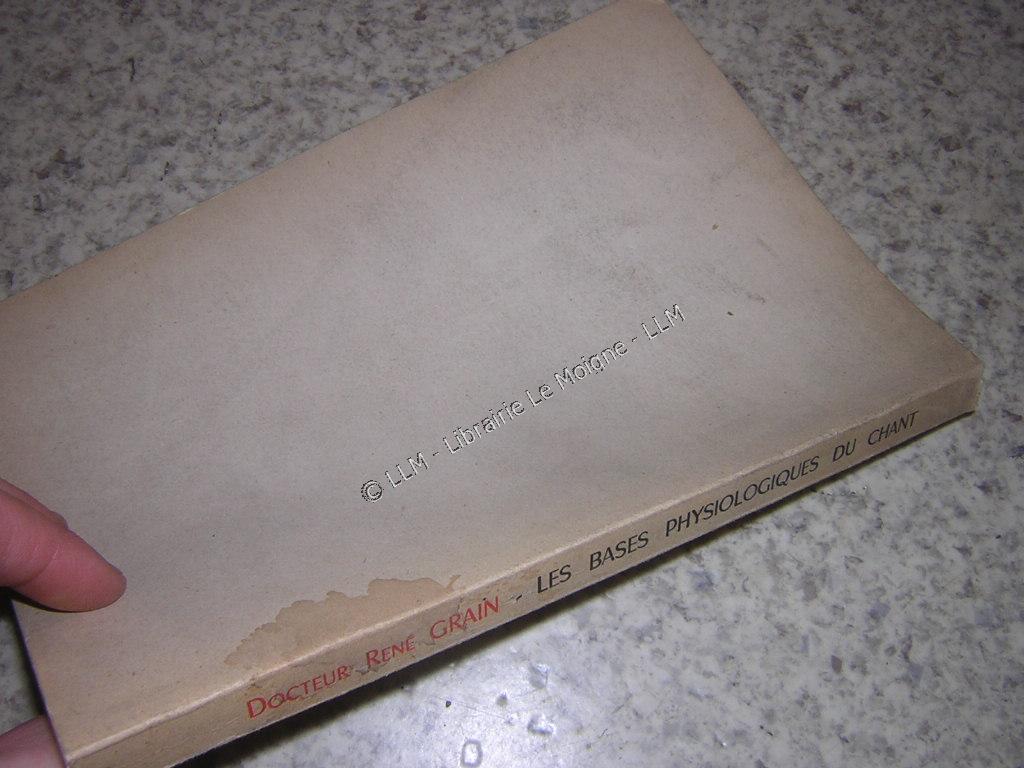 © LLM - Librairie Le Moigne - LLM
DOCTEUR RENÉ GRAIN - LES BASES PHYSIOLOGIQUES DU CHANT